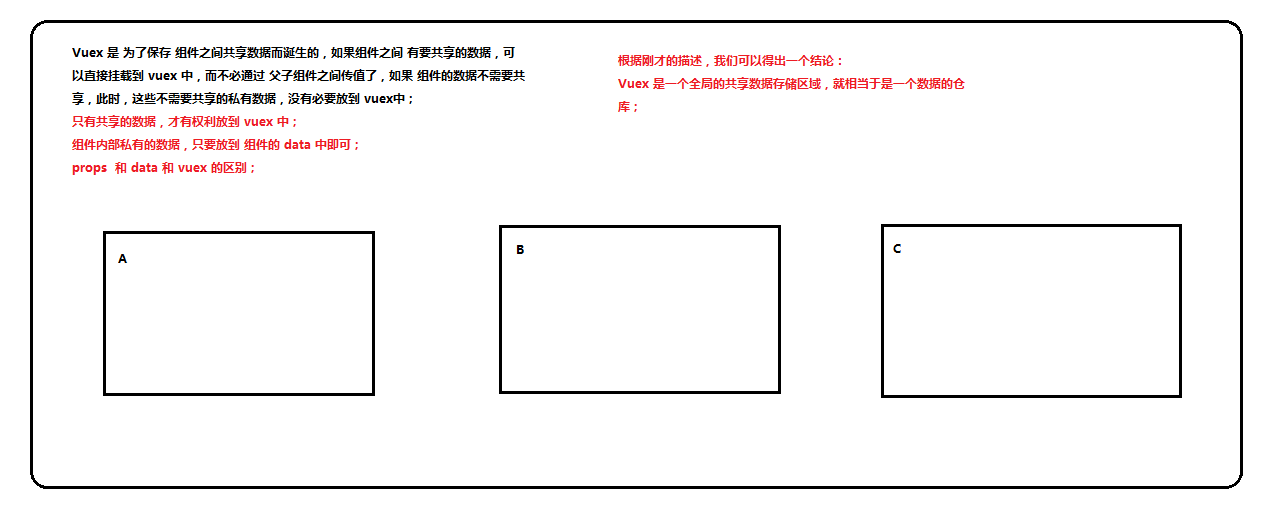 Vuex 是 为了保存 组件之间共享数据而诞生的，如果组件之间 有要共享的数据，可
以直接挂载到 vuex 中，而不必通过 父子组件之间传值了，如果 组件的数据不需要共
享，此时，这些不需要共享的私有数据，没有必要放到 vuex中；
只有共享的数据，才有权利放到 vuex 中；
组件内部私有的数据，只要放到 组件的 data 中即可；
props 和 data 和 vuex 的区别；
根据刚才的描述，我们可以得出一个结论：
Vuex 是一个全局的共享数据存储区域，就相当于是一个数据的仓
库；
A
B
C